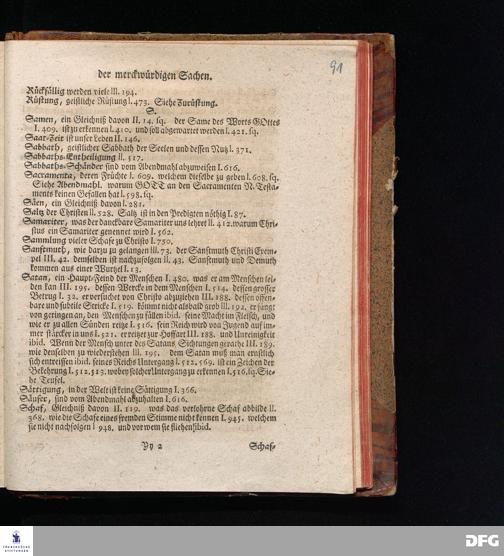 91
der merckwürdigen Sachen.
Rückfällig werden viele III. 194.
Rüstung, geistliche Rüstung I. 473. Siehe Zurüstung.
S.
Samen, ein Gleichniß davon II. 14. sq. der Same des Worts GOttes
I. 409. ist zu erkennen I. 410. und soll abgewartet werden I. 421. sq.
Saat-Zeit ist unser Leben II. 146.
Sabbath, geistlicher Sabbath der Seelen und dessen Nutz I. 371.
Sabbaths-Entheiligung II. 517.
Sabbaths-Schänder sind vom Abendmahl abzuweisen I. 616.
Sacramenta, deren Früchte I. 609. welchen dieselbe zu geben I. 608. sq.
Siehe Abendmahl. warum GOTT an den Sacramenten N. Testa-
ments keinen Gefallen hat I. 598. sq.
Säen, ein Gleichniß davon I. 281.
Saltz der Christen II. 528. Saltz ist in den Predigten nöthig I. 87.
Samariter, was der danckbare Samariter uns lehret II. 412. warum Chri-
stus ein Samariter genennet wird I. 562.
Sammlung vieler Schafe zu Christo I. 750.
Sanftmuth, wie darzu zu gelangen III. 73. der Sanftmuth Christi Exem-
pel III. 42. demselben ist nachzufolgen II. 43. Sanftmuth und Demuth
kommen aus einer Wurtzel I. 13.
Satan, ein Haupt-Feind der Menschen I. 480. was er am Menschen lei-
den kan III. 195. dessen Wercke in dem Menschen I. 514. dessen grosser
Betrug I. 32. er versuchet von Christo abzuziehen III. 188. dessen offen-
bare und subtile Stricke I. 519. kömmt nicht alsbald grob III. 192. er fängt
von geringen an, den Menschen zu fällen ibid. seine Macht im Fleisch, und
wie er zu allen Sünden reitze I. 516. sein Reich wird von Jugend auf im-
mer stärcker in uns I. 521. er reitzet zur Hoffart III. 188. und Unreinigkeit
ibid. Wenn der Mensch unter des Satans Sichtungen gerathe III. 189.
wie denselben zu wiederstehen III. 195. dem Satan muß man ernstlich
sich entreissen ibid. seines Reichs Untergang I. 512. 569. ist ein Zeichen der
Bekehrung I. 512. 513. wobey solcher Untergang zu erkennen I. 516. sq. Sie-
he Teufel.
Sättigung, in der Welt ist keine Sättigung I. 366.
Säufer, sind vom Abendmahl abzuhalten I. 616.
Schaf, Gleichniß davon II. 119. was das verlohrne Schaf abbilde II.
368. wie die Schafe eines fremden Stimme nicht kennen I. 945. welchem
sie nicht nachfolgen I 948. und vor wem sie fliehen ibid.
Yy 2 Schaf-
FRANCKESCHE
STIFTUNGEN
DFG